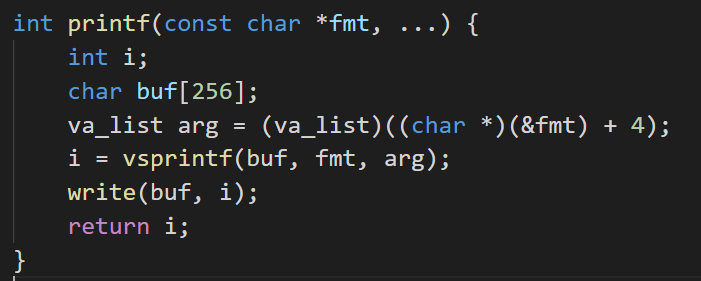 int printf(const char *fmt, ...) {
    int i;
    char buf[256];
    va_list arg = (va_list)((char *)(&fmt) + 4);
    i = vsprintf(buf, fmt, arg);
    write(buf, i);
    return i;
}